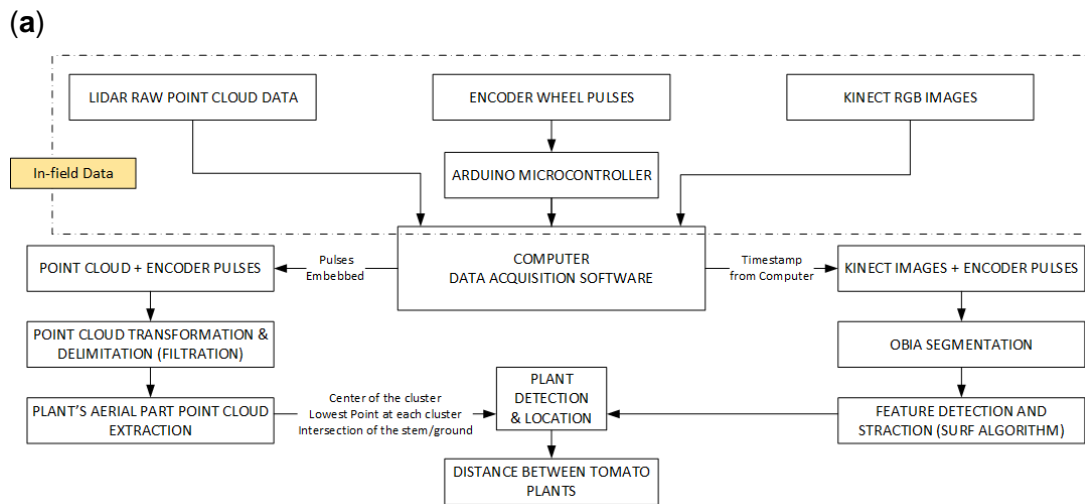 (a)
LIDAR RAW POINT CLOUD DATA
ENCODER WHEEL PULSES
KINECT RGB IMAGES
In-field Data
ARDUINO MICROCONTROLLER
COMPUTER
DATA ACQUISITION SOFTWARE
Pulses
Embebbed
Timestamp
from Computer
POINT CLOUD + ENCODER PULSES
KINECT IMAGES + ENCODER PULSES
POINT CLOUD TRANSFORMATION &
DELIMITATION (FILTRATION)
OBIA SEGMENTATION
PLANT'S AERIAL PART POINT CLOUD
EXTRACTION
Center of the cluster
Lowest Point at each cluster
Intersection of the stem/ground
PLANT
DETECTION
& LOCATION
FEATURE DETECTION AND
STRACTION (SURF ALGORITHM)
DISTANCE BETWEEN TOMATO
PLANTS